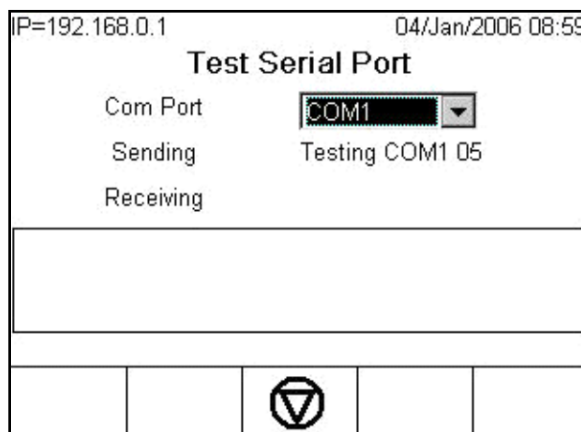 IP=192.168.0.1 04/Jan/2006 08:59
Test Serial Port
Com Port COM1
Sending Testing COM1 05
Receiving